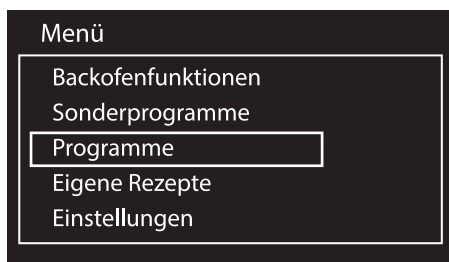 Menü
Backofenfunktionen
Sonderprogramme
Programme
Eigene Rezepte
Einstellungen